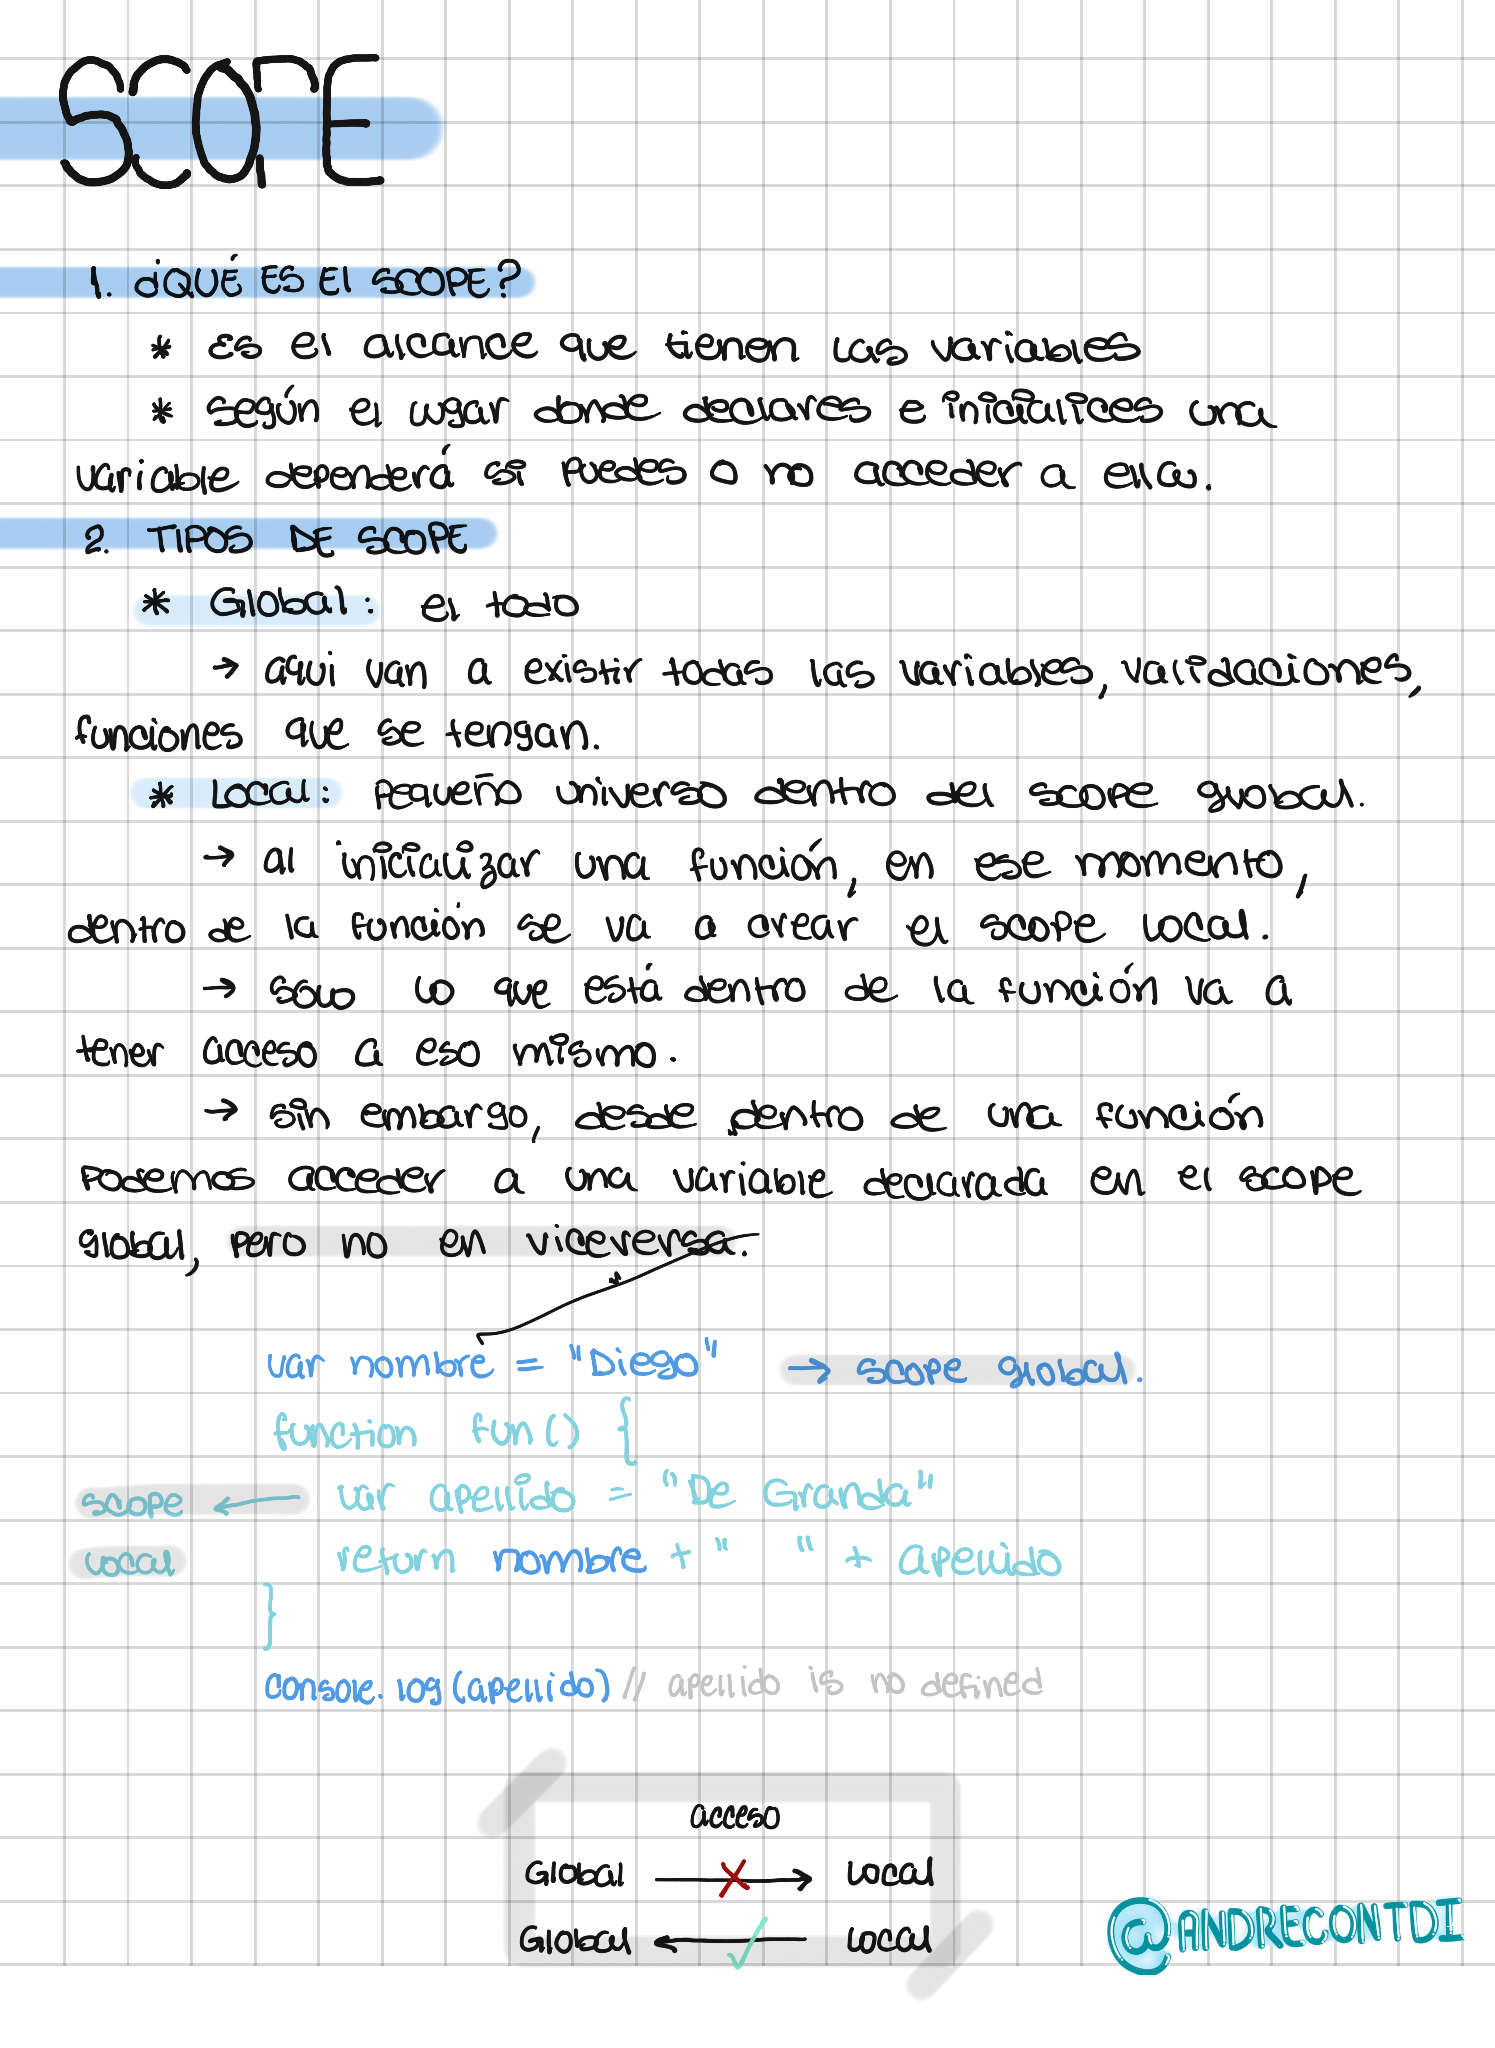 SCOPE
1. ¿QUÉ ES El SCOPE?
* Es el alcance que tienen las variables
* según el lugar donde declares e inicialices una
variable dependerá si puedes o no acceder a ella.
2. TIPOS DE SCOPE
* Global: el todo
→ aqui van a existir todas las variables, validaciones,
funciones que se tengan.
* Local: pequeño universo dentro del scope global.
→ al inicializar una función, en ese momento,
dentro de la función se va a crear el scope local.
→ solo lo que está dentro de la función va a
tener acceso a eso mismo.
→ sin embargo, desde dentro de una función
podemos acceder a una variable declarada en el scope
global, pero no en viceversa.
var nombre = "Diego" → scope global.
function fun() {
scope ← var apellido = "De Granda"
local return nombre + " " + apellido
}
console.log(apellido) // apellido is no defined
acceso
Global → Local
Global ← Local
@ANDRECONTDI